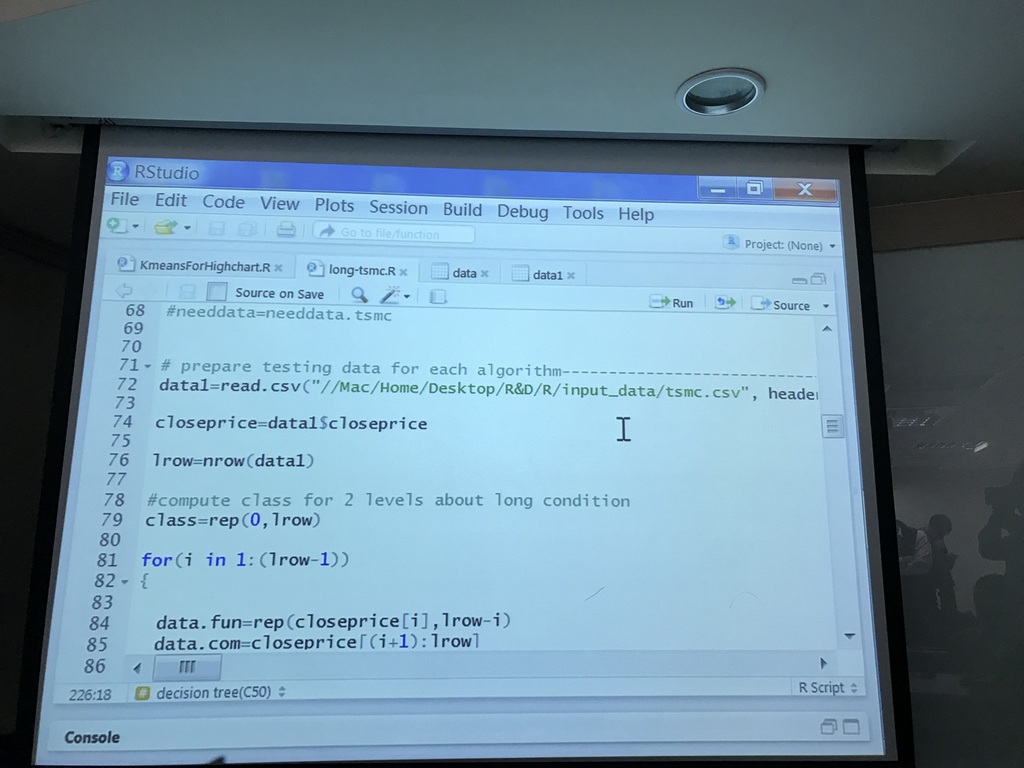 RStudio
File Edit Code View Plots Session Build Debug Tools Help
Go to file/function
Project: (None)
KmeansForHighchart.R × long-tsmc.R × data × data1 ×
Source on Save Run Source
68 #needdata=needdata.tsmc
69
70
71 # prepare testing data for each algorithm----------------------------
72 data1=read.csv("//Mac/Home/Desktop/R&D/R/input_data/tsmc.csv", header
73
74 closeprice=data1$closeprice
75
76 lrow=nrow(data1)
77
78 #compute class for 2 levels about long condition
79 class=rep(0,lrow)
80
81 for(i in 1:(lrow-1))
82 {
83
84 data.fun=rep(closeprice[i],lrow-i)
85 data.com=closeprice[(i+1):lrow]
86
226:18 # decision tree(C50) R Script
Console